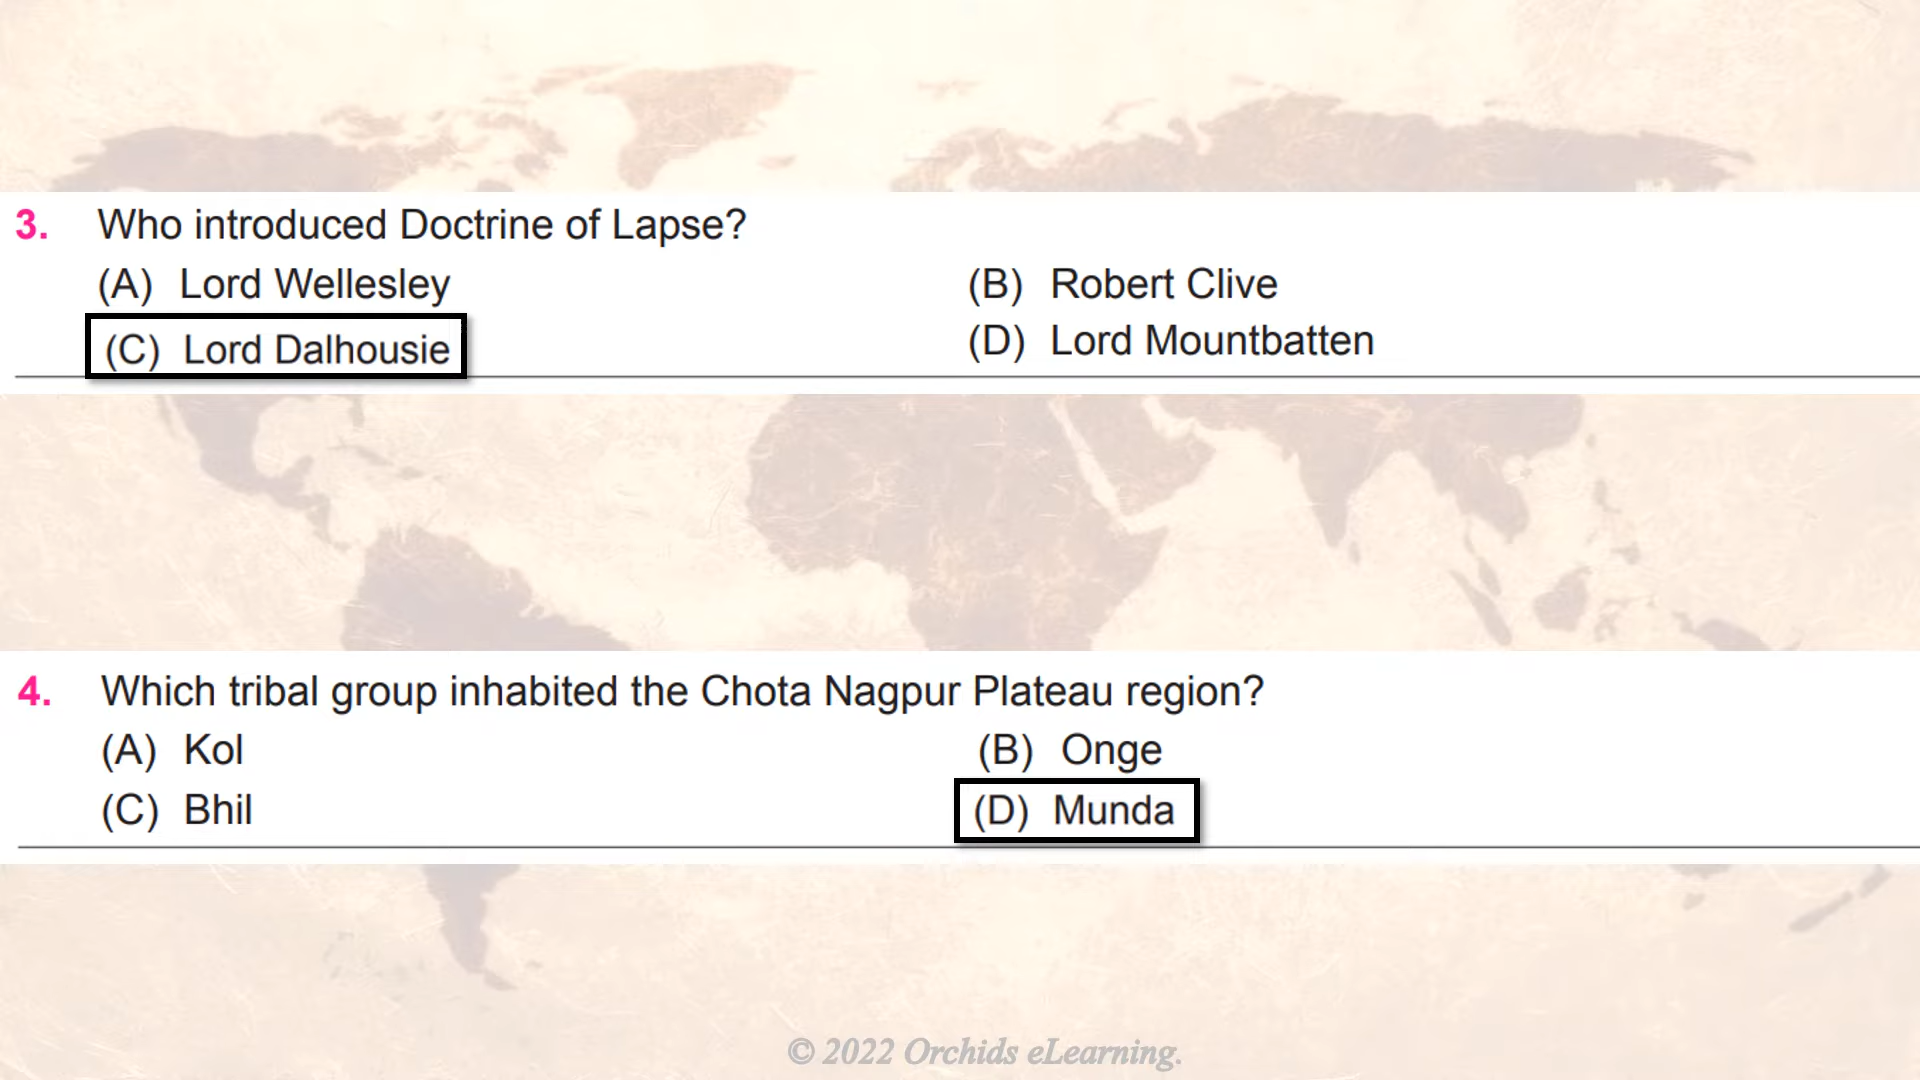 3. Who introduced Doctrine of Lapse?
(A) Lord Wellesley (B) Robert Clive
(C) Lord Dalhousie (D) Lord Mountbatten
4. Which tribal group inhabited the Chota Nagpur Plateau region?
(A) Kol (B) Onge
(C) Bhil (D) Munda
© 2022 Orchids eLearning.